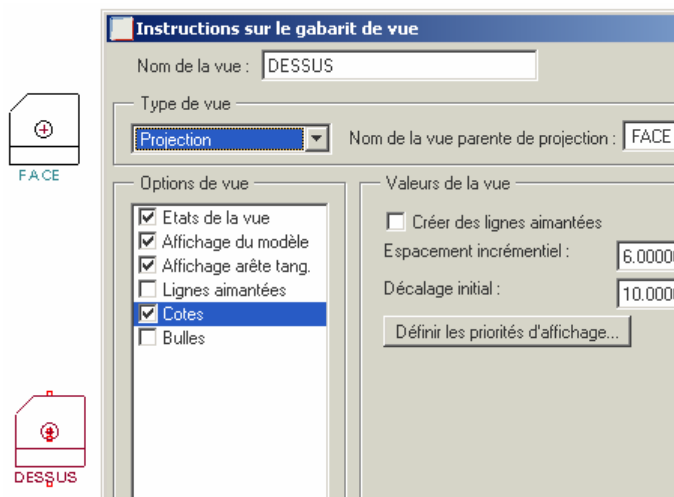 Instructions sur le gabarit de vue
Nom de la vue : DESSUS
Type de vue
Projection Nom de la vue parente de projection : FACE
FACE
Options de vue Valeurs de la vue
Etats de la vue Créer des lignes aimantées
Affichage du modèle Espacement incrémentiel : 6.0000
Affichage arête tang.
Lignes aimantées Décalage initial : 10.000
Cotes Définir les priorités d'affichage...
Bulles
DESSUS